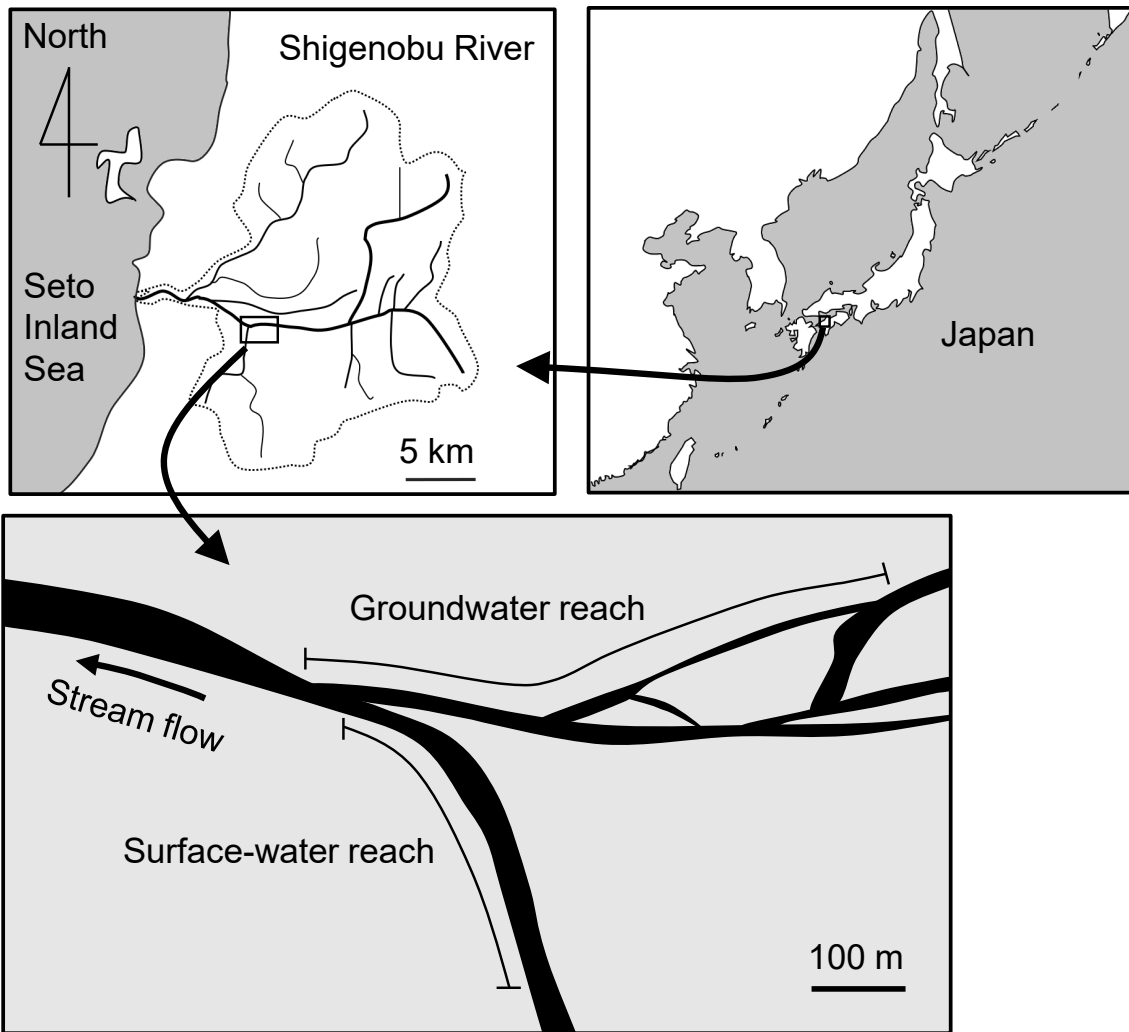 North
Shigenobu River
Seto
Inland
Sea
5 km
Japan
Groundwater reach
Stream flow
Surface-water reach
100 m